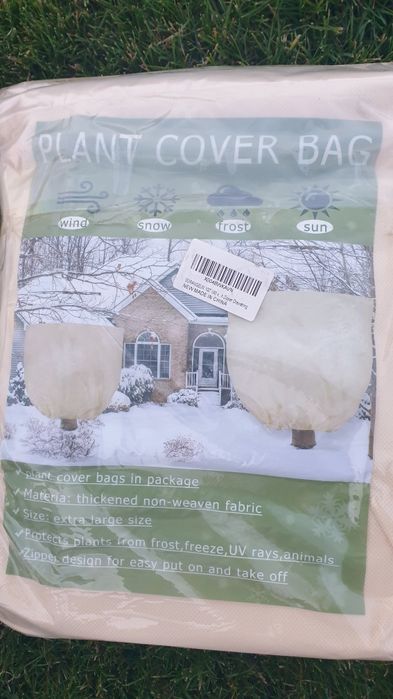 PLANT COVER BAG
wind snow frost sun
NEW MADE IN CHINA
plant cover bags in package
Materia: thickened non-weaven fabric
Size: extra large size
Protects plants from frost,freeze,UV rays,animals
Zipper design for easy put on and take off